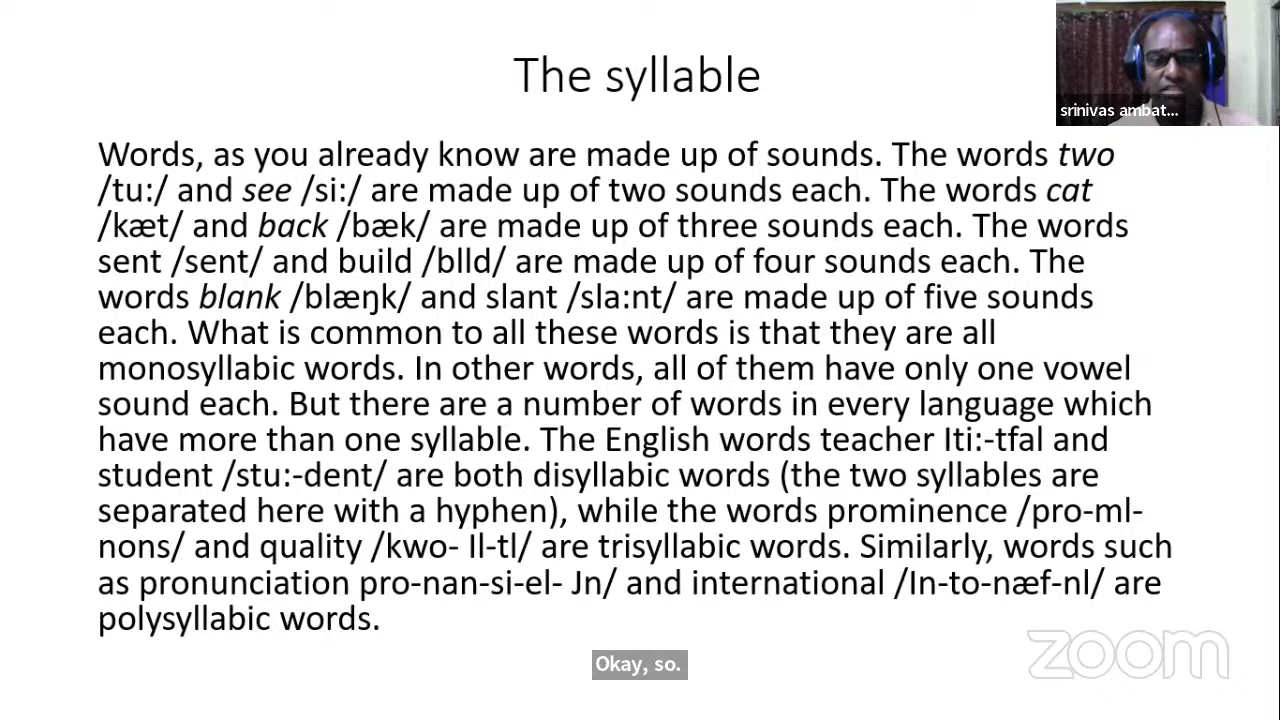 The syllable
srinivas ambat...
Words, as you already know are made up of sounds. The words two
/tu:/ and see /si:/ are made up of two sounds each. The words cat
/kæt/ and back /bæk/ are made up of three sounds each. The words
sent /sent/ and build /blld/ are made up of four sounds each. The
words blank /blæŋk/ and slant /sla:nt/ are made up of five sounds
each. What is common to all these words is that they are all
monosyllabic words. In other words, all of them have only one vowel
sound each. But there are a number of words in every language which
have more than one syllable. The English words teacher Iti:-tfal and
student /stu:-dent/ are both disyllabic words (the two syllables are
separated here with a hyphen), while the words prominence /pro-ml-
nons/ and quality /kwo- Il-tl/ are trisyllabic words. Similarly, words such
as pronunciation pro-nan-si-el- Jn/ and international /In-to-næf-nl/ are
polysyllabic words.
Okay, so.
zoom